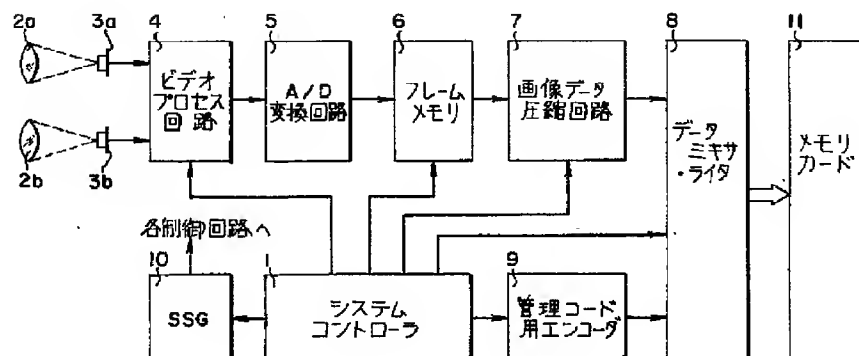 2a
3a
4
5
6
7
8
11
ビデオ
プロセス
回路
A/D
変換回路
フレーム
メモリ
画像データ
圧縮回路
データ
ミキサ
・ライタ
メモリ
カード
2b
3b
各制御回路へ
10
1
9
SSG
システム
コントローラ
管理コード
用エンコーダ